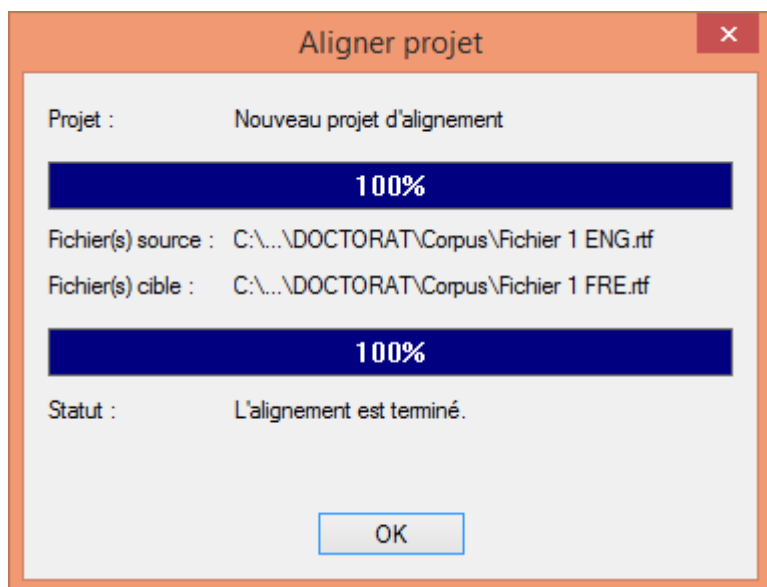 Aligner projet
Projet : Nouveau projet d'alignement
100%
Fichier(s) source : C:\...\DOCTORAT\Corpus\Fichier 1 ENG.rtf
Fichier(s) cible : C:\...\DOCTORAT\Corpus\Fichier 1 FRE.rtf
100%
Statut : L'alignement est terminé.
OK